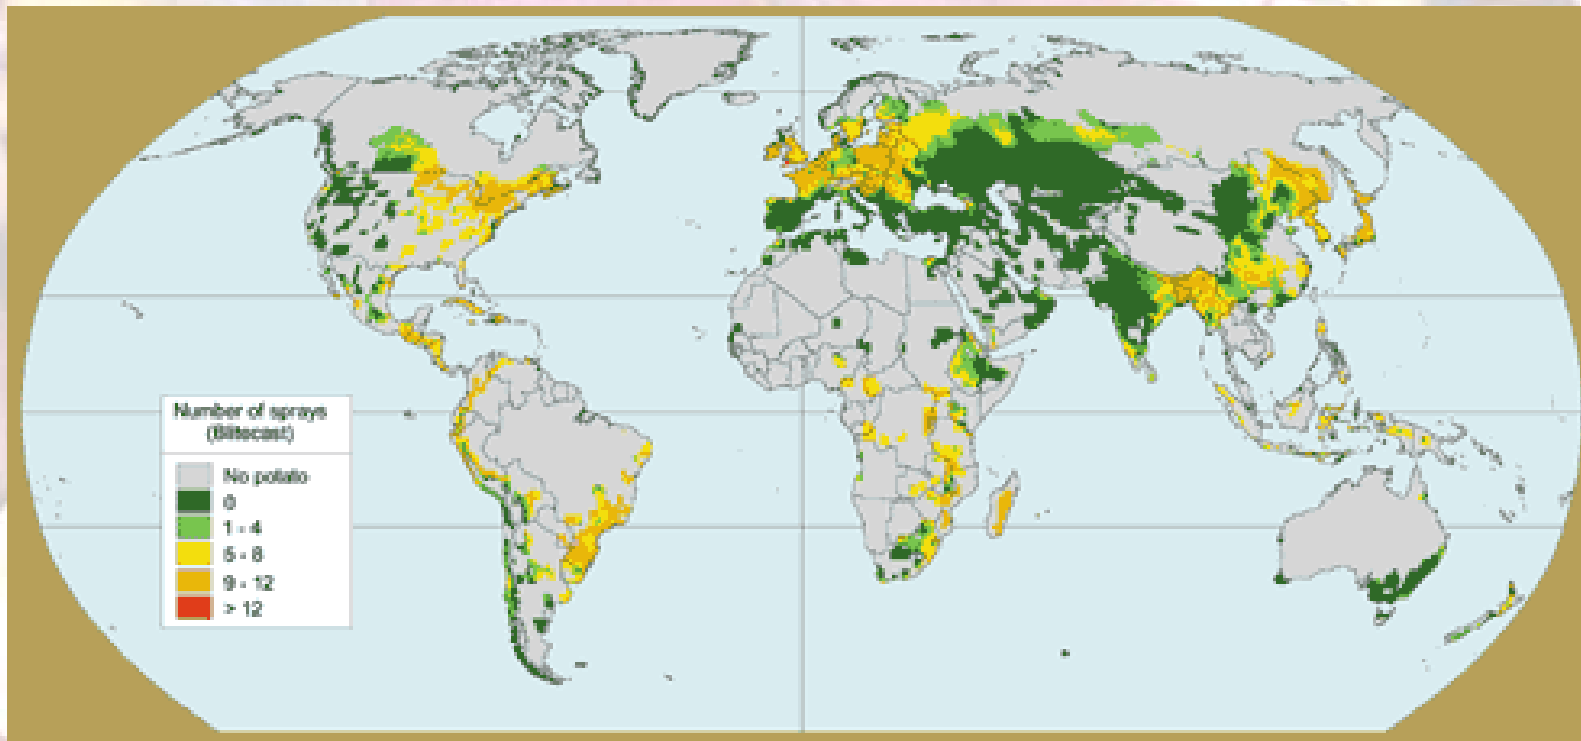 Number of sprays
(Blitecast)
No potato
0
1 - 4
5 - 8
9 - 12
> 12